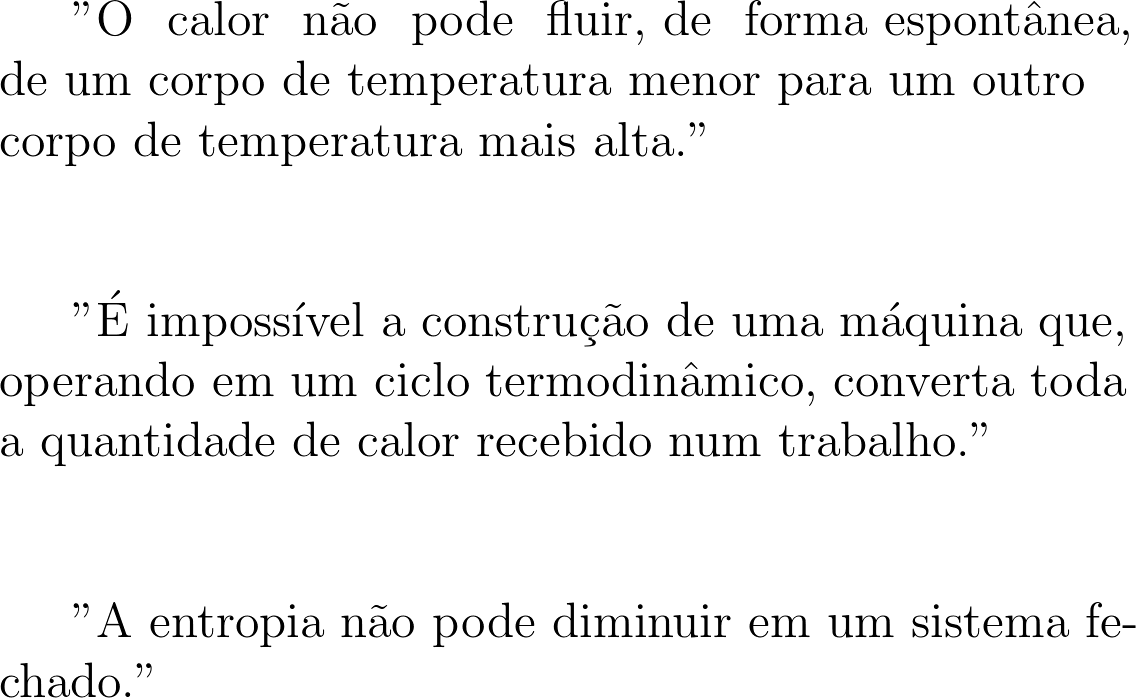 ”O calor não pode fluir, de forma espontânea,
de um corpo de temperatura menor para um outro
corpo de temperatura mais alta.”
”É impossível a construção de uma máquina que,
operando em um ciclo termodinâmico, converta toda
a quantidade de calor recebido num trabalho.”
”A entropia não pode diminuir em um sistema fe-
chado.”